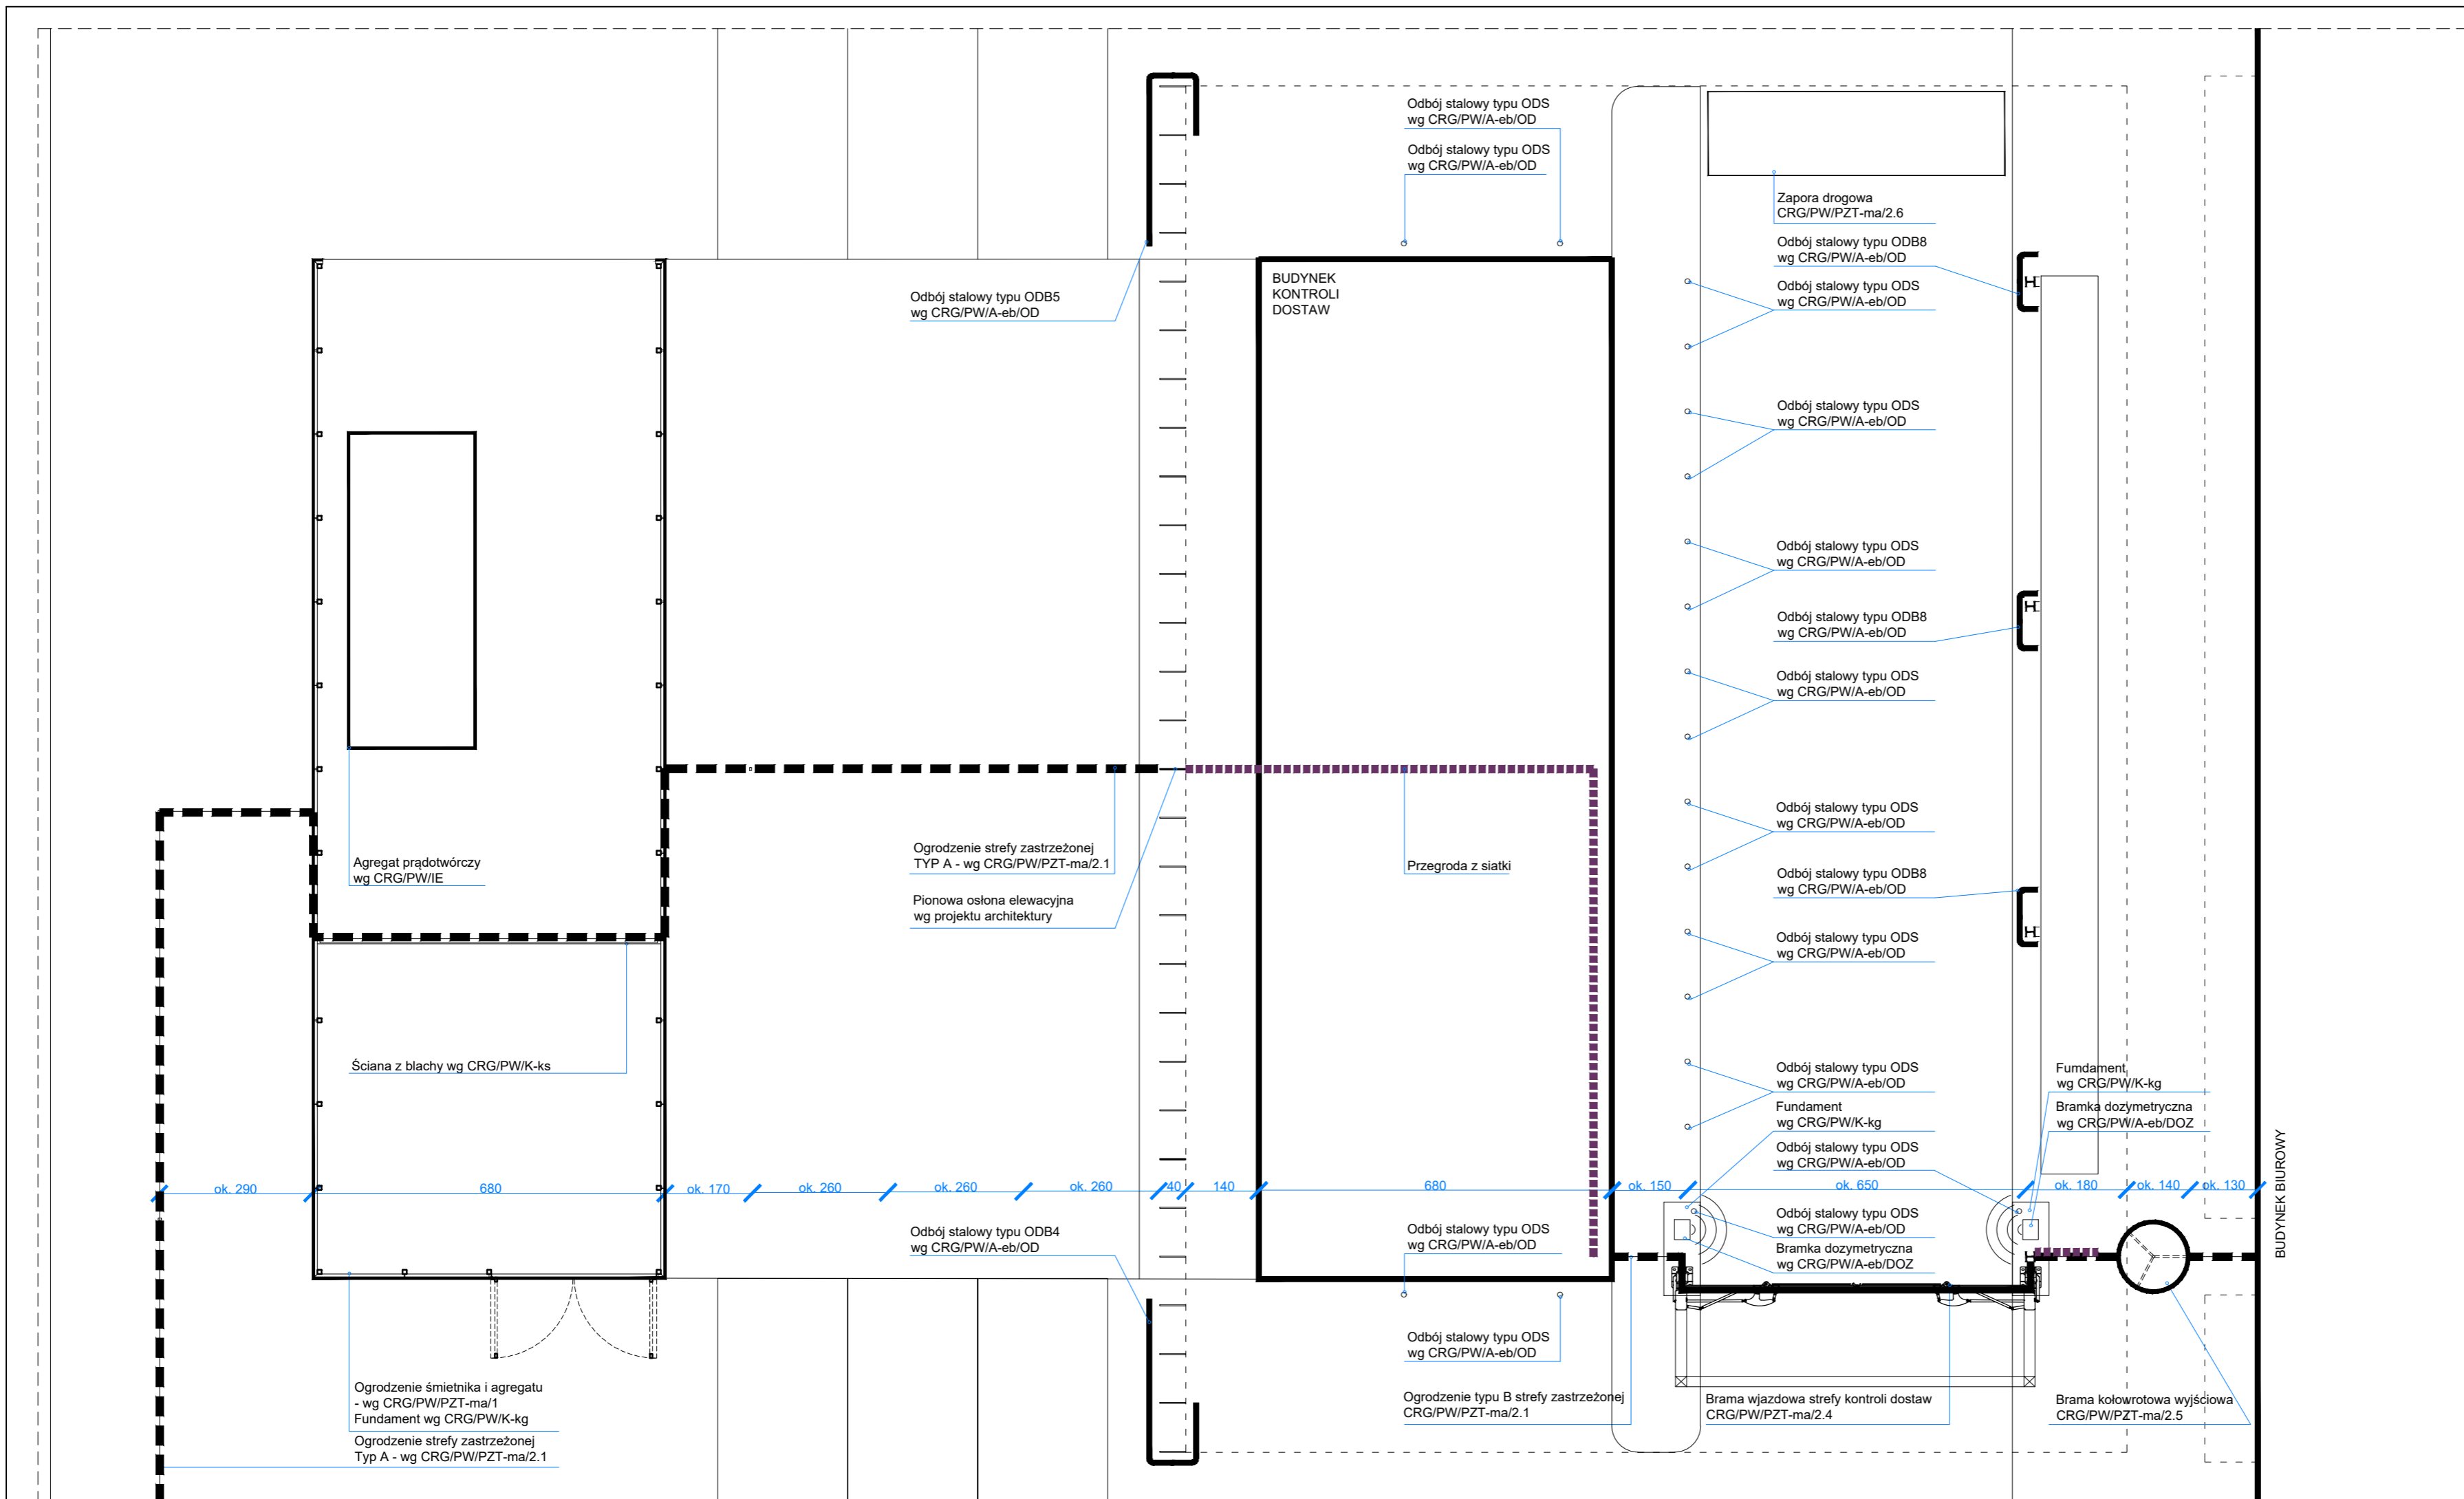 Odbój stalowy typu ODS
wg CRG/PW/A-eb/OD
Odbój stalowy typu ODS
wg CRG/PW/A-eb/OD
Zapora drogowa
CRG/PW/PZT-ma/2.6
Odbój stalowy typu ODB8
wg CRG/PW/A-eb/OD
Odbój stalowy typu ODS
wg CRG/PW/A-eb/OD
BUDYNEK
KONTROLI
DOSTAW
Odbój stalowy typu ODB5
wg CRG/PW/A-eb/OD
Odbój stalowy typu ODS
wg CRG/PW/A-eb/OD
Odbój stalowy typu ODS
wg CRG/PW/A-eb/OD
Odbój stalowy typu ODB8
wg CRG/PW/A-eb/OD
Odbój stalowy typu ODS
wg CRG/PW/A-eb/OD
Odbój stalowy typu ODS
wg CRG/PW/A-eb/OD
Agregat prądotwórczy
wg CRG/PW/IE
Ogrodzenie strefy zastrzeżonej
TYP A - wg CRG/PW/PZT-ma/2.1
Przegroda z siatki
Odbój stalowy typu ODB8
wg CRG/PW/A-eb/OD
Pionowa osłona elewacyjna
wg projektu architektury
Odbój stalowy typu ODS
wg CRG/PW/A-eb/OD
Ściana z blachy wg CRG/PW/K-ks
Odbój stalowy typu ODS
wg CRG/PW/A-eb/OD
Fumdament
wg CRG/PW/K-kg
Fundament
wg CRG/PW/K-kg
Bramka dozymetryczna
wg CRG/PW/A-eb/DOZ
Odbój stalowy typu ODS
wg CRG/PW/A-eb/OD
BUDYNEK BIUROWY
ok. 290
680
ok. 170
ok. 260
ok. 260
ok. 260
40
140
680
ok. 150
ok. 650
ok. 180
ok. 140
ok. 130
Odbój stalowy typu ODB4
wg CRG/PW/A-eb/OD
Odbój stalowy typu ODS
wg CRG/PW/A-eb/OD
Odbój stalowy typu ODS
wg CRG/PW/A-eb/OD
Bramka dozymetryczna
wg CRG/PW/A-eb/DOZ
Odbój stalowy typu ODS
wg CRG/PW/A-eb/OD
Ogrodzenie śmietnika i agregatu
- wg CRG/PW/PZT-ma/1
Fundament wg CRG/PW/K-kg
Ogrodzenie strefy zastrzeżonej
Typ A - wg CRG/PW/PZT-ma/2.1
Ogrodzenie typu B strefy zastrzeżonej
CRG/PW/PZT-ma/2.1
Brama wjazdowa strefy kontroli dostaw
CRG/PW/PZT-ma/2.4
Brama kołowrotowa wyjściowa
CRG/PW/PZT-ma/2.5